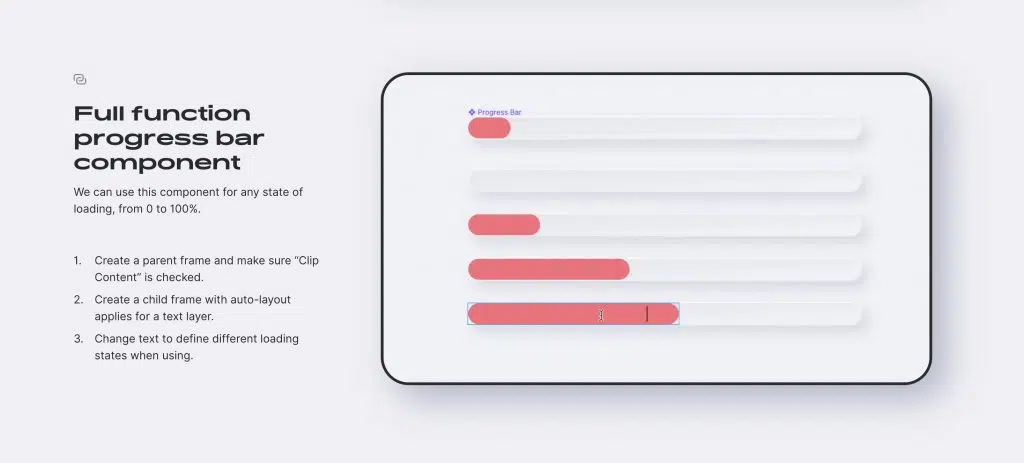 Full function
progress bar
component
We can use this component for any state of
loading, from 0 to 100%.
1. Create a parent frame and make sure “Clip
Content” is checked.
2. Create a child frame with auto-layout
applies for a text layer.
3. Change text to define different loading
states when using.
Progress Bar